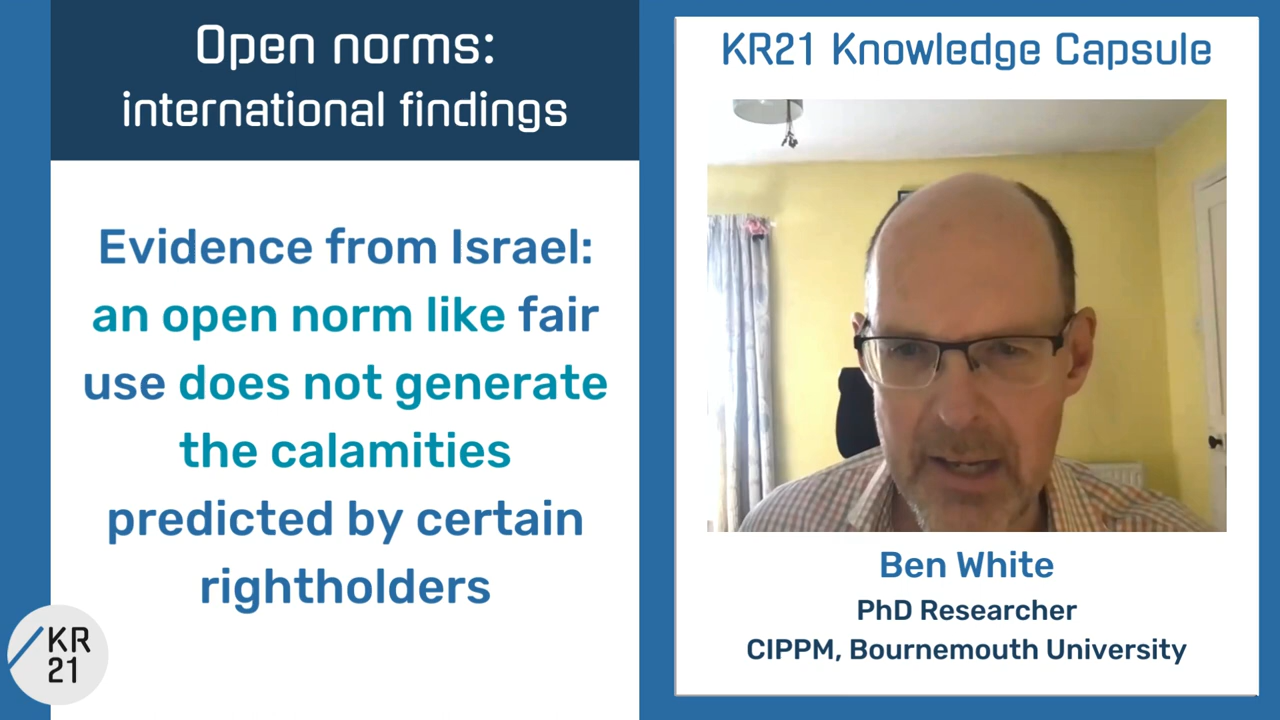 Open norms:
international findings
Evidence from Israel:
an open norm like fair
use does not generate
the calamities
predicted by certain
rightholders
KR
21
KR21 Knowledge Capsule
Ben White
PhD Researcher
CIPPM, Bournemouth University